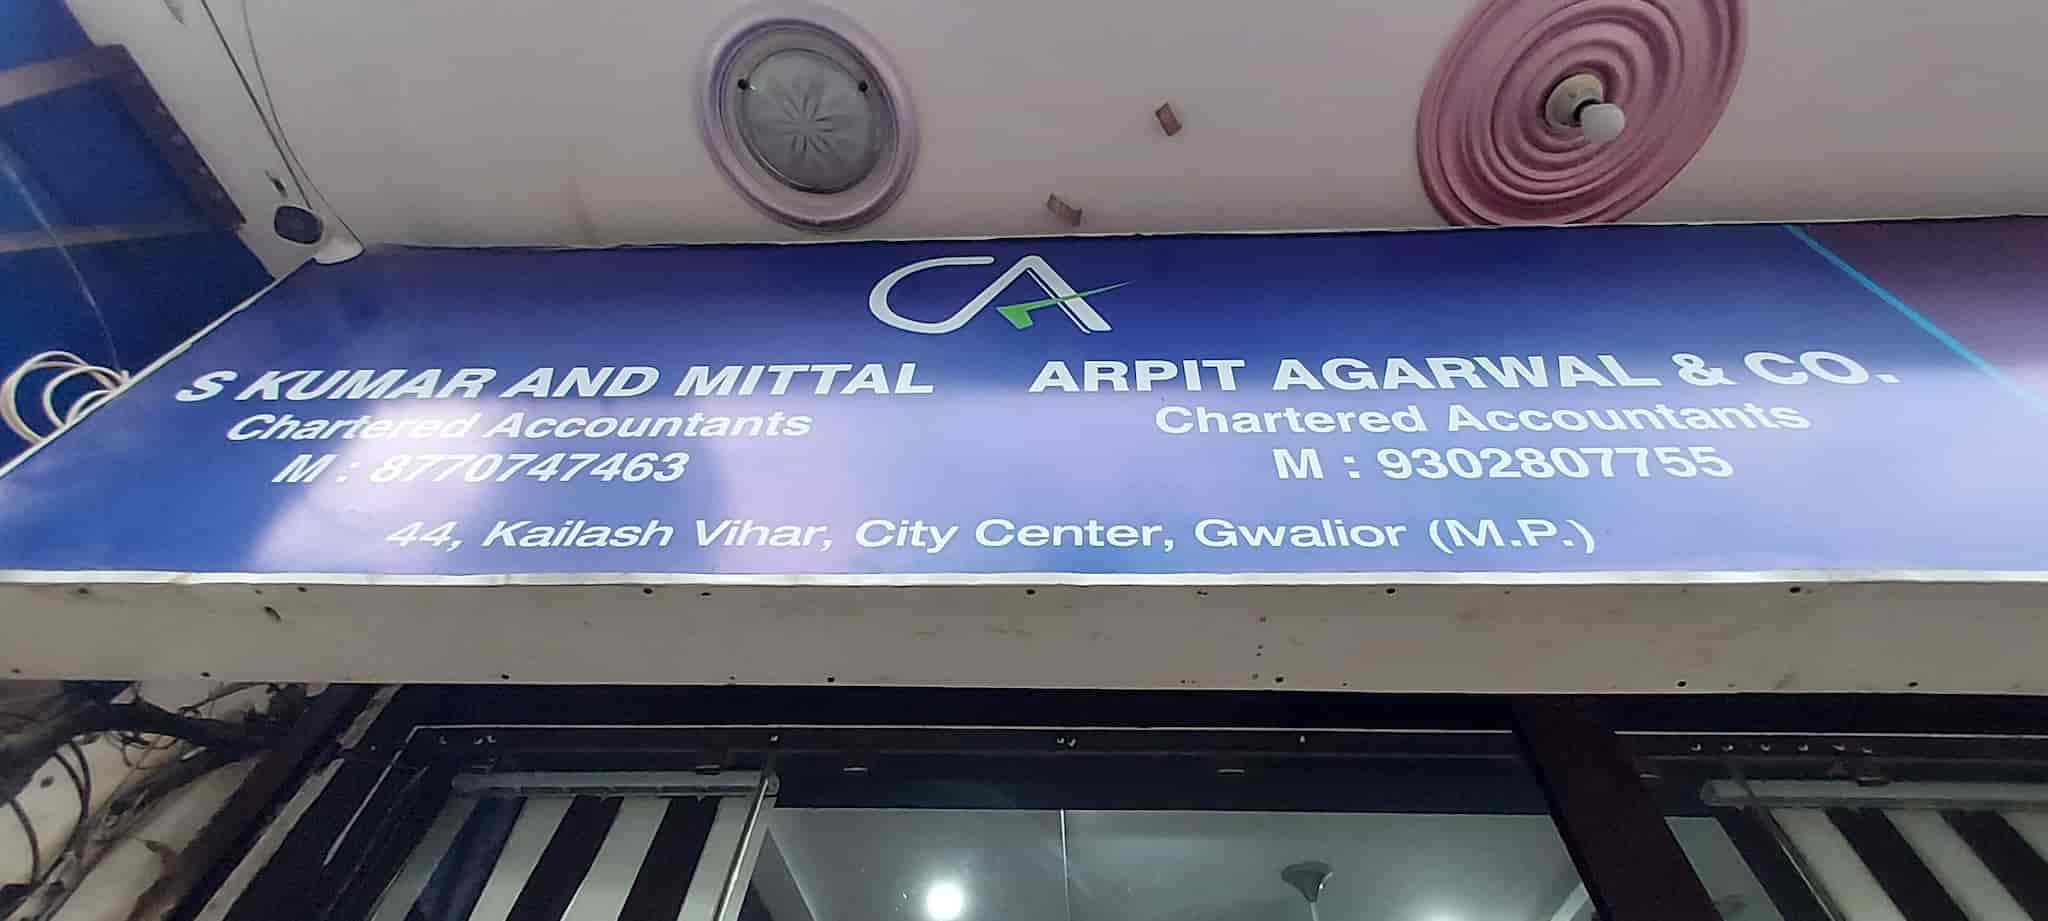 CA
S KUMAR AND MITTAL
Chartered Accountants
M : 8770747463
ARPIT AGARWAL & CO.
Chartered Accountants
M : 9302807755
44, Kailash Vihar, City Center, Gwalior (M.P.)